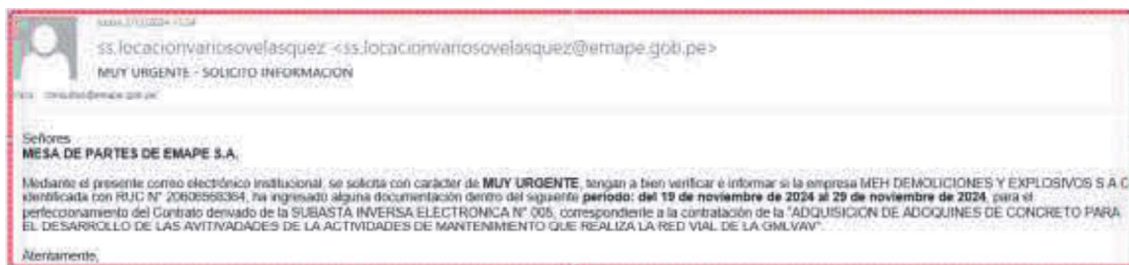 ss.locacionvariosovelasquez <ss.locacionvariosovelasquez@emape.gob.pe>
MUY URGENTE - SOLICITO INFORMACION
Señores
MESA DE PARTES DE EMAPE S.A.
Mediante el presente correo electrónico institucional, se solicita con carácter de MUY URGENTE, tengan a bien verificar e informar si la empresa MEH DEMOLICIONES Y EXPLOSIVOS S.A.C
identificada con RUC N° 20606568364, ha ingresado alguna documentación dentro del siguiente periodo: del 19 de noviembre de 2024 al 29 de noviembre de 2024, para el
perfeccionamiento del Contrato derivado de la SUBASTA INVERSA ELECTRONICA N° 005, correspondiente a la contratación de la "ADQUISICIÓN DE ADOQUINES DE CONCRETO PARA
EL DESARROLLO DE LAS AVITIVADADES DE LA ACTIVIDADES DE MANTENIMIENTO QUE REALIZA LA RED VIAL DE LA GMLVAV".
Atentamente,